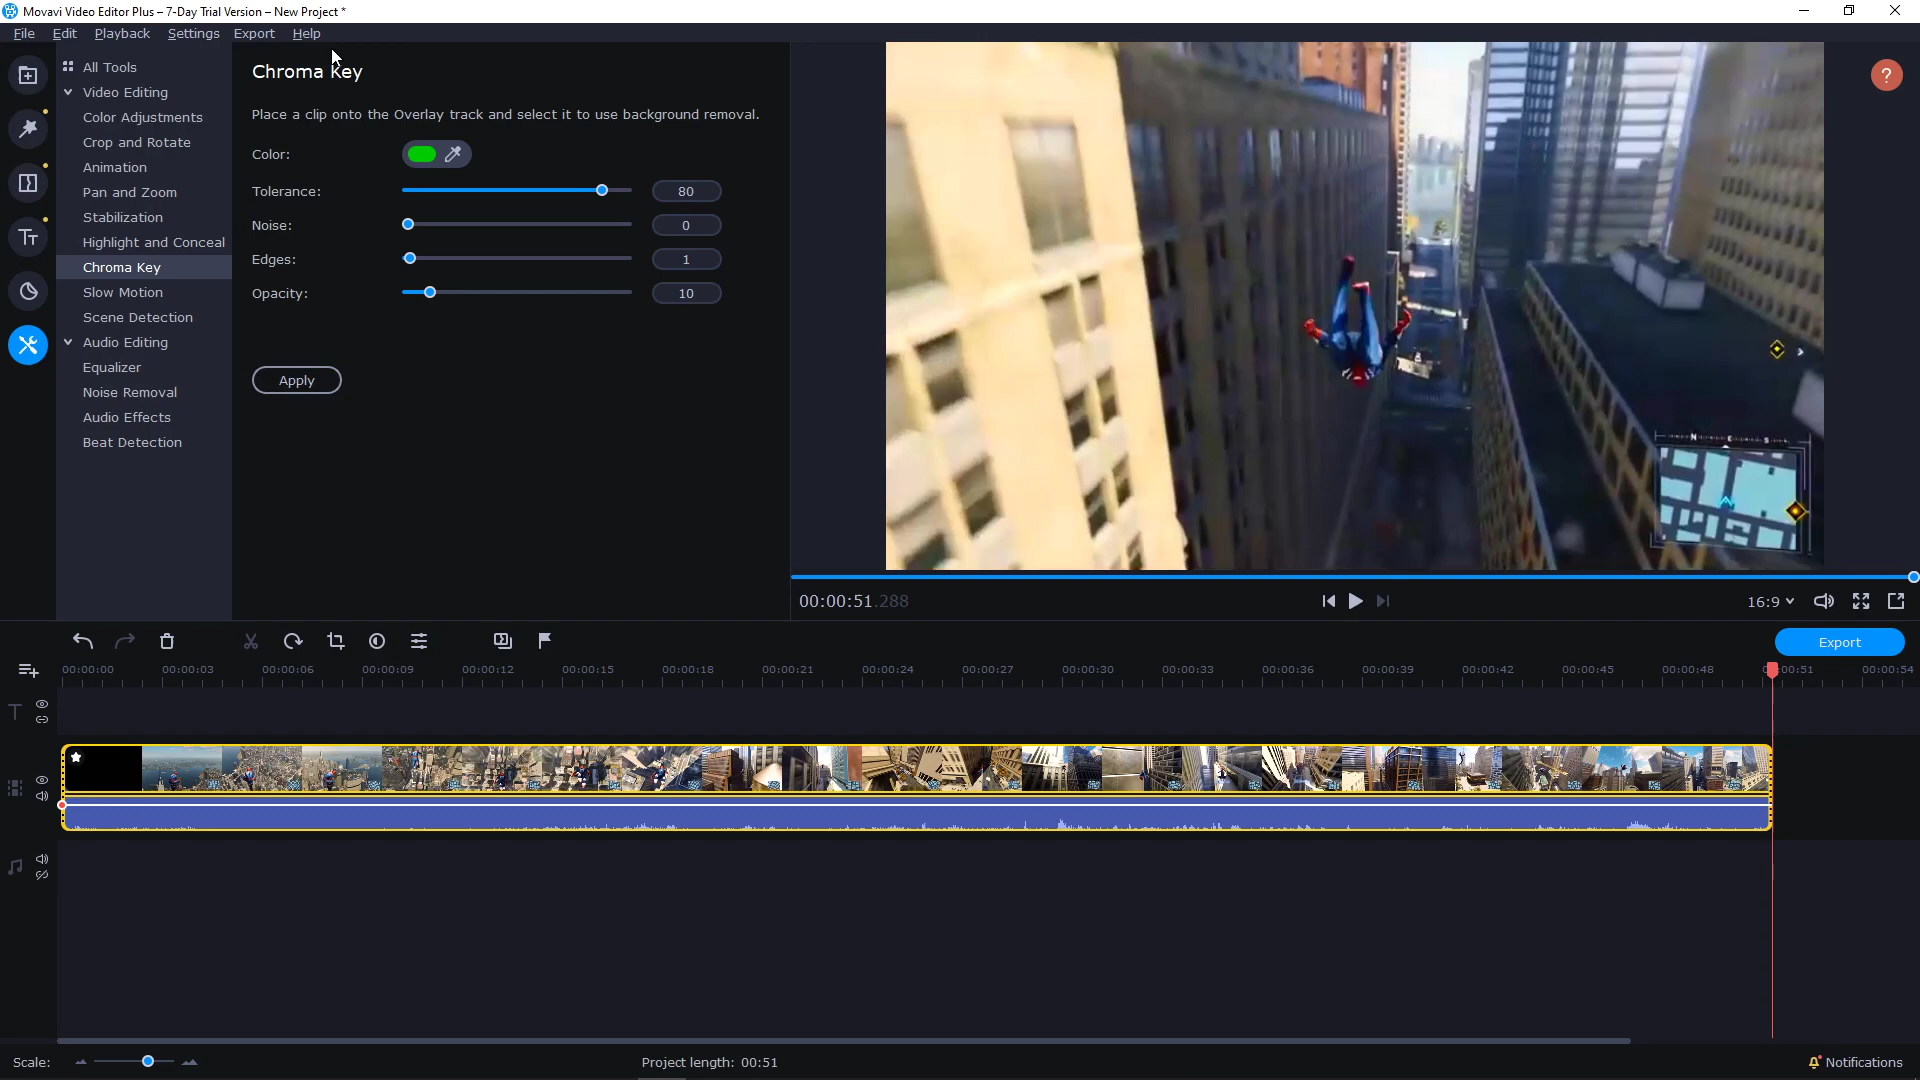 Movavi Video Editor Plus – 7-Day Trial Version – New Project *
File Edit Playback Settings Export Help
All Tools
Video Editing
Color Adjustments
Crop and Rotate
Animation
Pan and Zoom
Stabilization
Highlight and Conceal
Chroma Key
Slow Motion
Scene Detection
Audio Editing
Equalizer
Noise Removal
Audio Effects
Beat Detection
Chroma Key
Place a clip onto the Overlay track and select it to use background removal.
Color:
Tolerance: 80
Noise: 0
Edges: 1
Opacity: 10
Apply
?
N E S
00:00:51.288
16:9
Export
00:00:00 00:00:03 00:00:06 00:00:09 00:00:12 00:00:15 00:00:18 00:00:21 00:00:24 00:00:27 00:00:30 00:00:33 00:00:36 00:00:39 00:00:42 00:00:45 00:00:48 00:00:51 00:00:54
Scale:
Project length: 00:51
Notifications